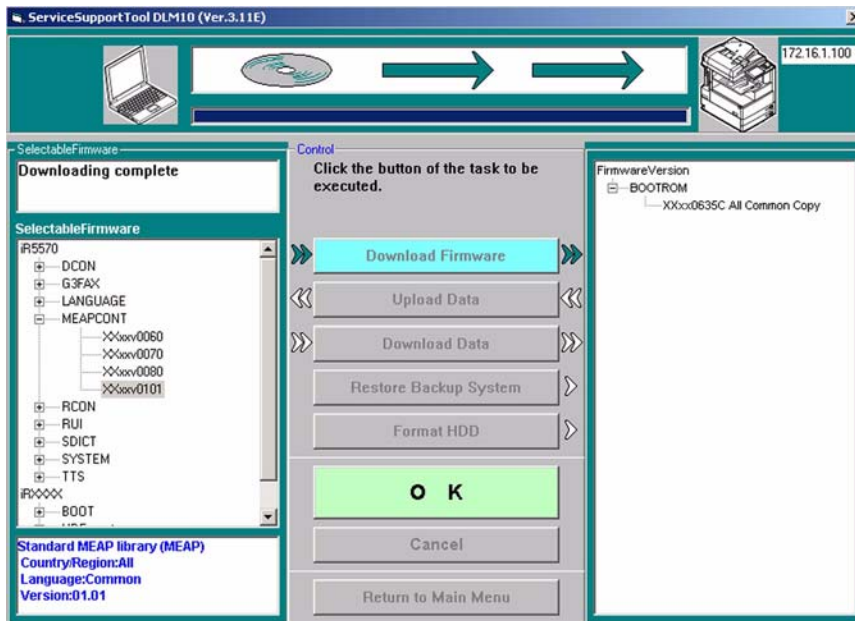 ServiceSupportTool DLM10 (Ver.3.11E)
172.16.1.100
SelectableFirmware
Downloading complete
SelectableFirmware
iR5570
DCON
G3FAX
LANGUAGE
MEAPCONT
XXxxv0060
XXxxv0070
XXxxv0080
XXxxv0101
RCON
RUI
SDICT
SYSTEM
TTS
iRXXXX
BOOT
Standard MEAP library (MEAP)
Country/Region:All
Language:Common
Version:01.01
Control
Click the button of the task to be
executed.
Download Firmware
Upload Data
Download Data
Restore Backup System
Format HDD
O K
Cancel
Return to Main Menu
FirmwareVersion
BOOTROM
XXxx0635C All Common Copy